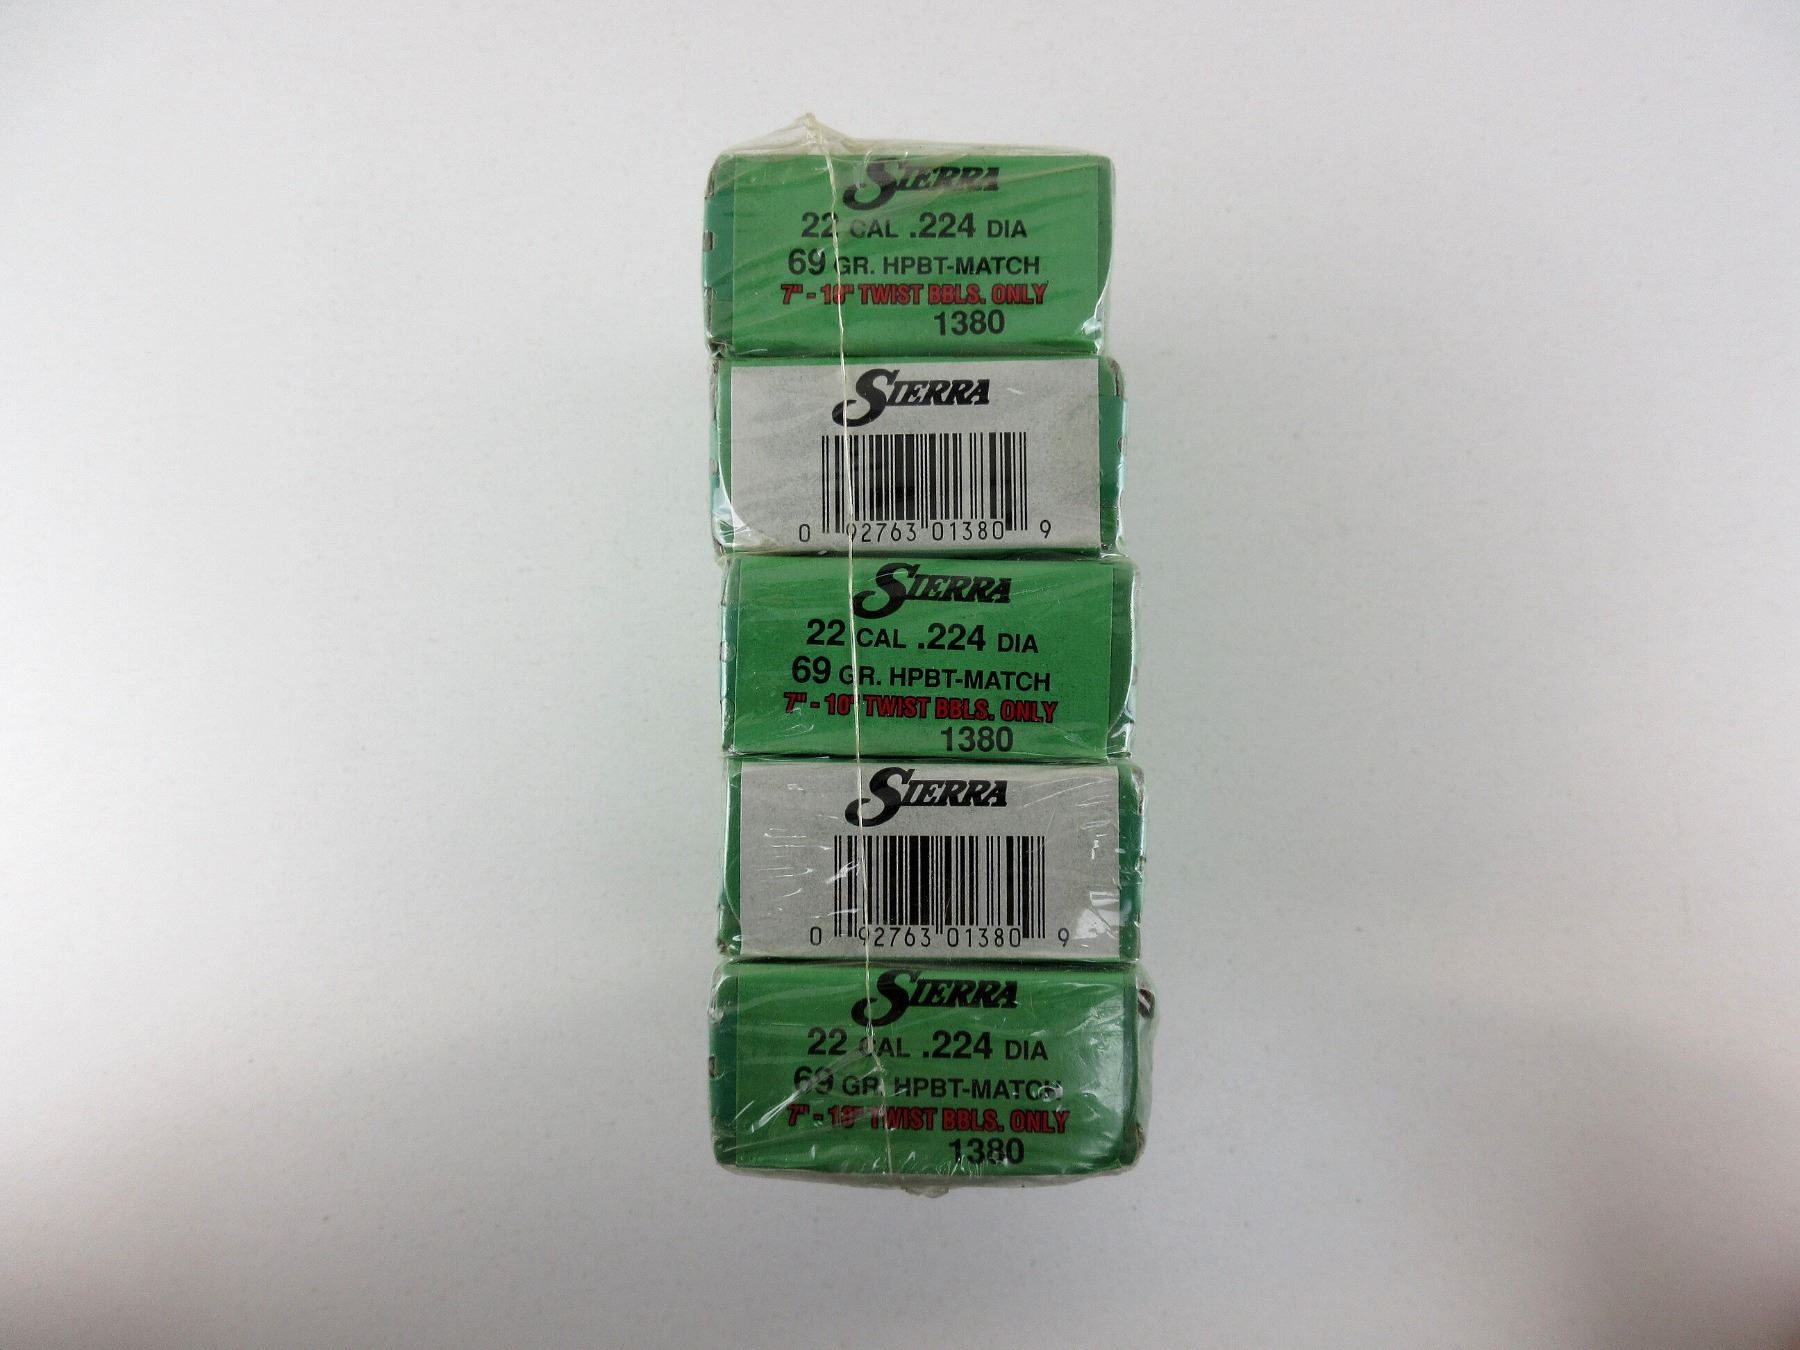 SIERRA
22 CAL .224 DIA
69 GR. HPBT-MATCH
7" - 10" TWIST BBLS. ONLY
1380
SIERRA
0 92763 01380 9
SIERRA
22 CAL .224 DIA
69 GR. HPBT-MATCH
7" - 10" TWIST BBLS. ONLY
1380
SIERRA
0 92763 01380 9
SIERRA
22 CAL .224 DIA
69 GR. HPBT-MATCH
7" - 10" TWIST BBLS. ONLY
1380